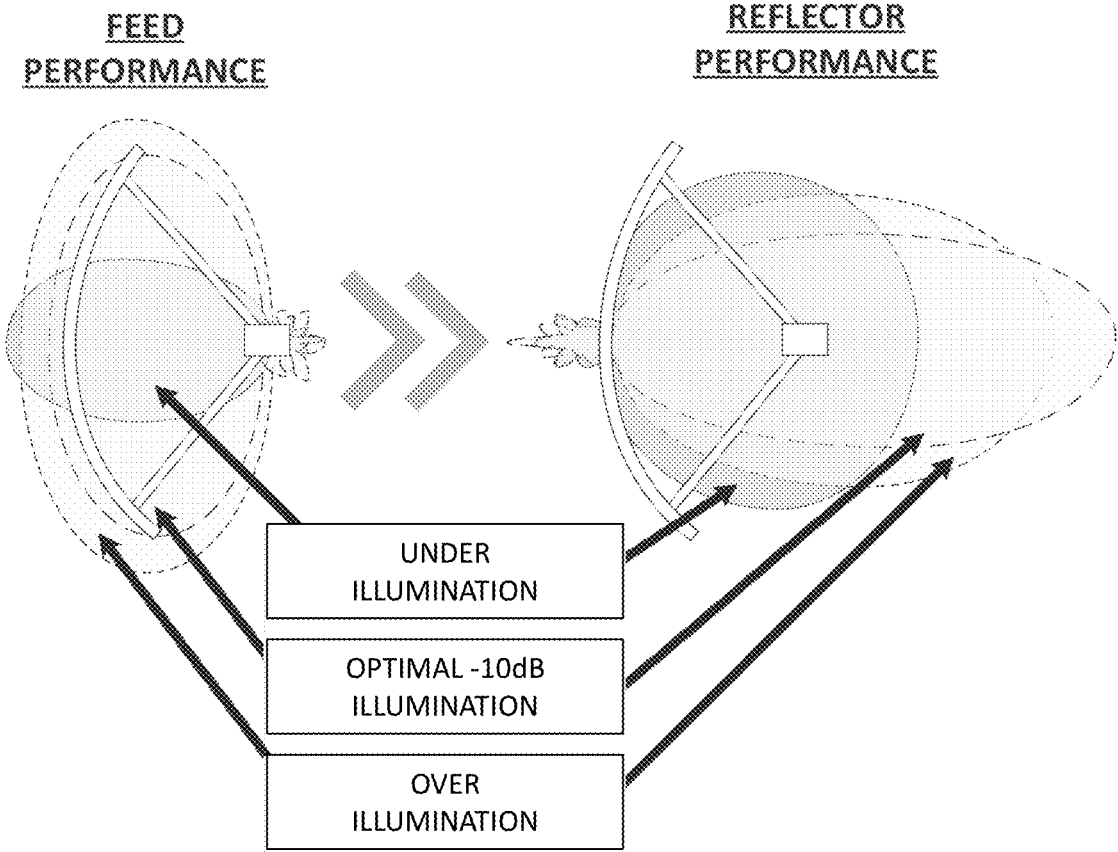 FEED
PERFORMANCE
REFLECTOR
PERFORMANCE
UNDER
ILLUMINATION
OPTIMAL -10dB
ILLUMINATION
OVER
ILLUMINATION